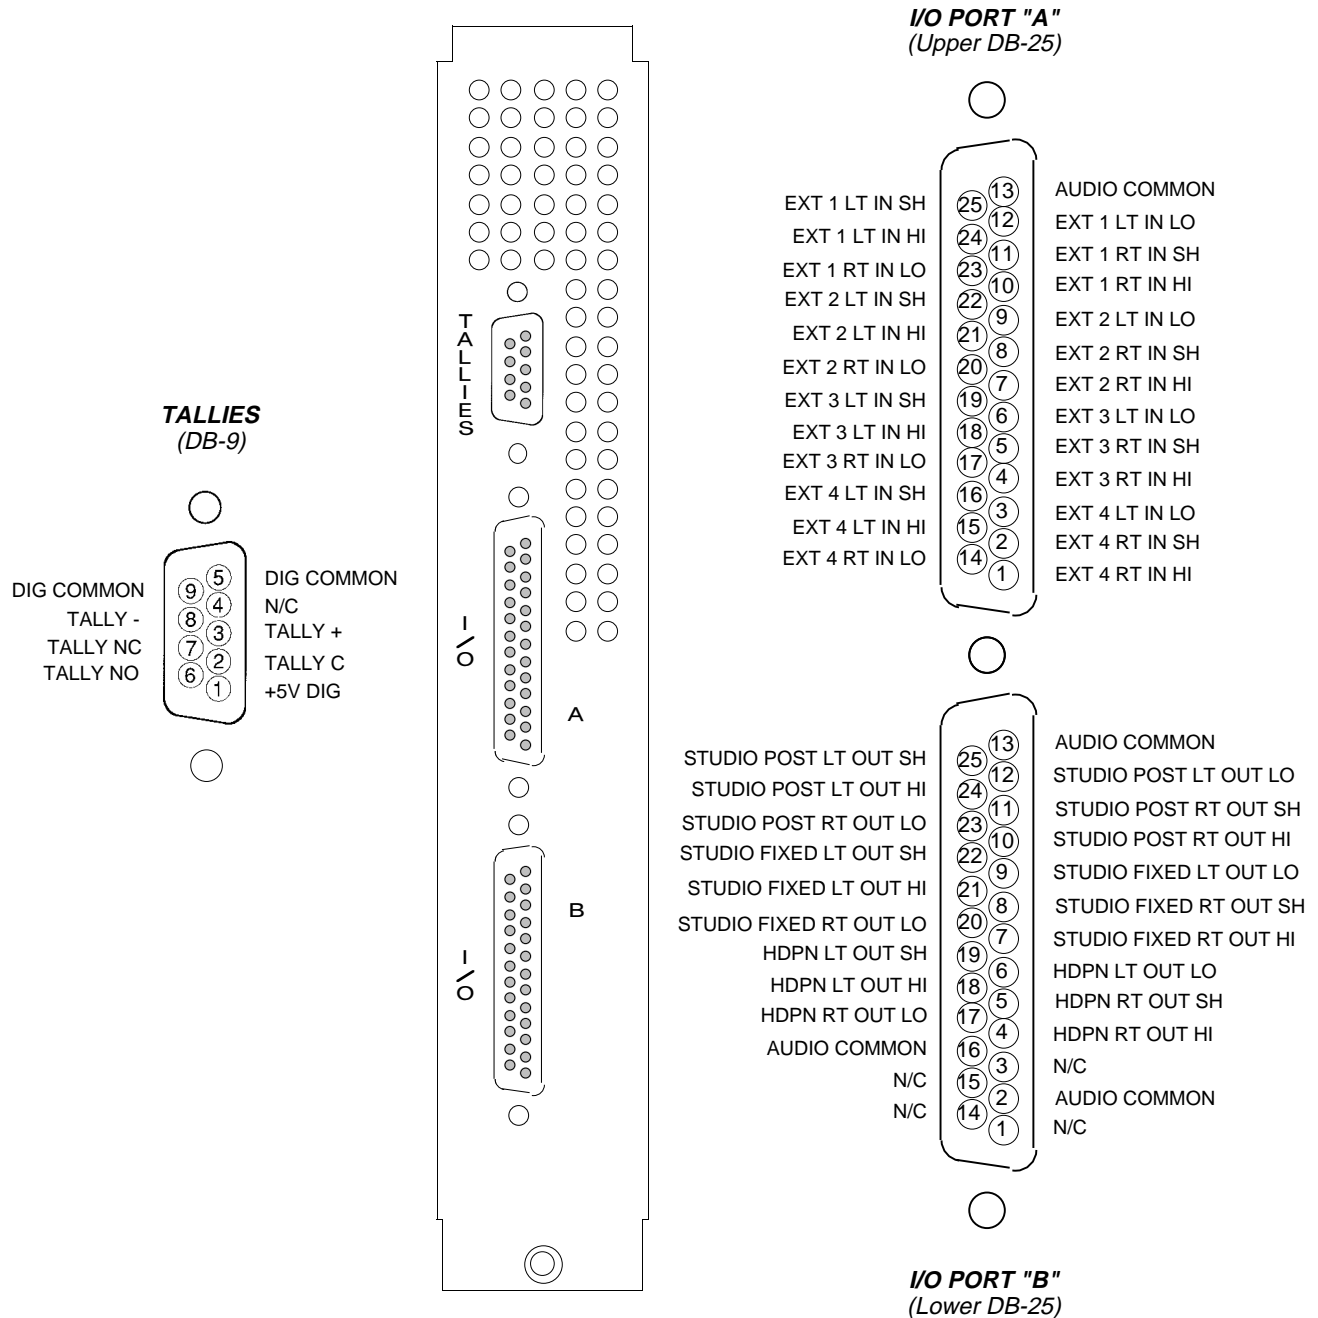 I/O PORT "A"
(Upper DB-25)
13 AUDIO COMMON
EXT 1 LT IN SH 25
12 EXT 1 LT IN LO
EXT 1 LT IN HI 24
11 EXT 1 RT IN SH
EXT 1 RT IN LO 23
10 EXT 1 RT IN HI
EXT 2 LT IN SH 22
9 EXT 2 LT IN LO
EXT 2 LT IN HI 21
8 EXT 2 RT IN SH
EXT 2 RT IN LO 20
7 EXT 2 RT IN HI
EXT 3 LT IN SH 19
6 EXT 3 LT IN LO
EXT 3 LT IN HI 18
5 EXT 3 RT IN SH
EXT 3 RT IN LO 17
4 EXT 3 RT IN HI
EXT 4 LT IN SH 16
3 EXT 4 LT IN LO
EXT 4 LT IN HI 15
2 EXT 4 RT IN SH
EXT 4 RT IN LO 14
1 EXT 4 RT IN HI
TALLIES
I/O
A
B
I/O
TALLIES
(DB-9)
5 DIG COMMON
DIG COMMON 9
4 N/C
TALLY - 8
3 TALLY +
TALLY NC 7
2 TALLY C
TALLY NO 6
1 +5V DIG
13 AUDIO COMMON
STUDIO POST LT OUT SH 25
12 STUDIO POST LT OUT LO
STUDIO POST LT OUT HI 24
11 STUDIO POST RT OUT SH
STUDIO POST RT OUT LO 23
10 STUDIO POST RT OUT HI
STUDIO FIXED LT OUT SH 22
9 STUDIO FIXED LT OUT LO
STUDIO FIXED LT OUT HI 21
8 STUDIO FIXED RT OUT SH
STUDIO FIXED RT OUT LO 20
7 STUDIO FIXED RT OUT HI
HDPN LT OUT SH 19
6 HDPN LT OUT LO
HDPN LT OUT HI 18
5 HDPN RT OUT SH
HDPN RT OUT LO 17
4 HDPN RT OUT HI
AUDIO COMMON 16
3 N/C
N/C 15
2 AUDIO COMMON
N/C 14
1 N/C
I/O PORT "B"
(Lower DB-25)